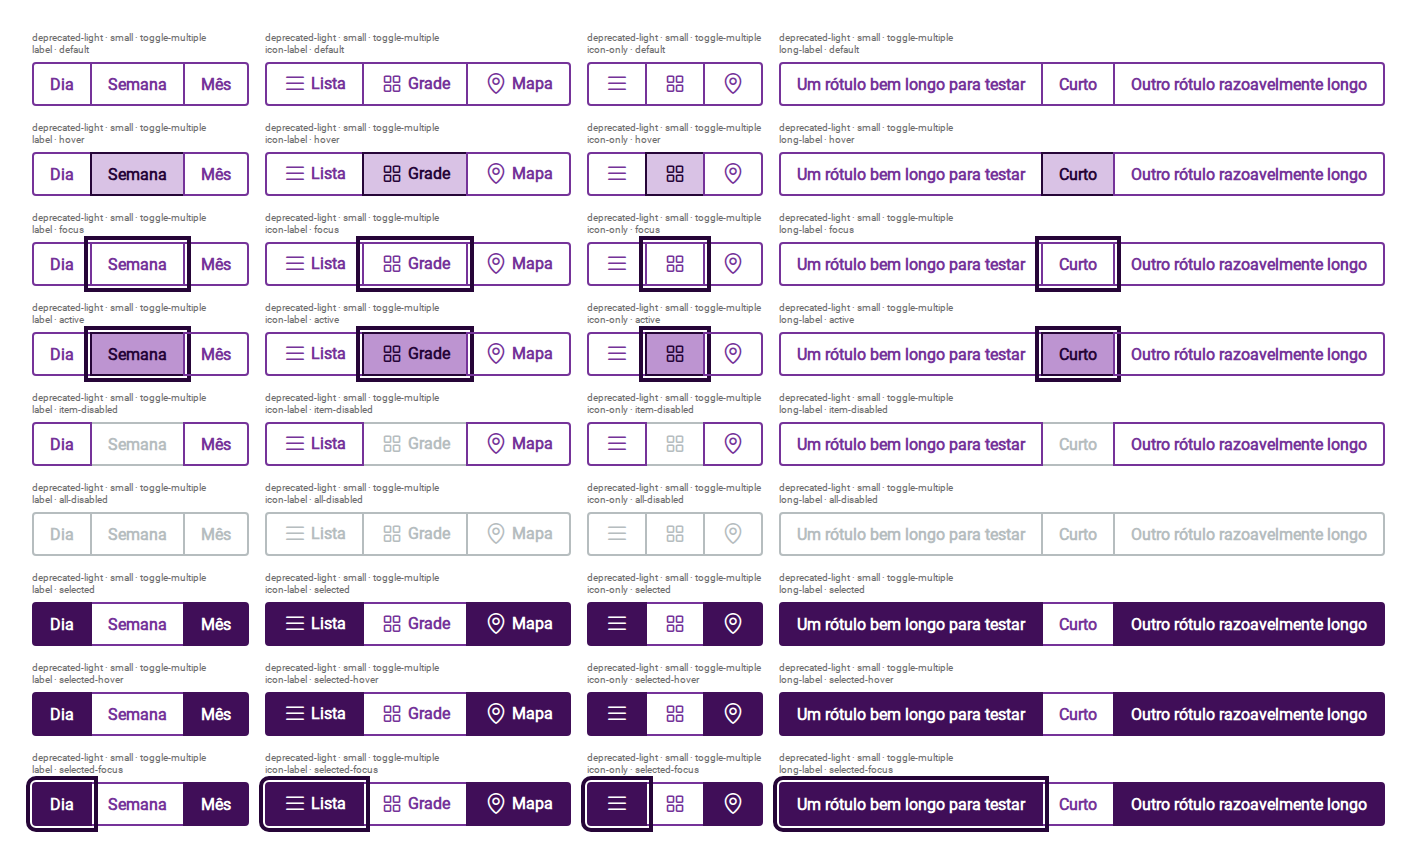 deprecated-light · small · toggle-multiple
label · default
Dia Semana Mês
deprecated-light · small · toggle-multiple
icon-label · default
Lista Grade Mapa
deprecated-light · small · toggle-multiple
icon-only · default
deprecated-light · small · toggle-multiple
long-label · default
Um rótulo bem longo para testar Curto Outro rótulo razoavelmente longo
deprecated-light · small · toggle-multiple
label · hover
Dia Semana Mês
deprecated-light · small · toggle-multiple
icon-label · hover
Lista Grade Mapa
deprecated-light · small · toggle-multiple
icon-only · hover
deprecated-light · small · toggle-multiple
long-label · hover
Um rótulo bem longo para testar Curto Outro rótulo razoavelmente longo
deprecated-light · small · toggle-multiple
label · focus
Dia Semana Mês
deprecated-light · small · toggle-multiple
icon-label · focus
Lista Grade Mapa
deprecated-light · small · toggle-multiple
icon-only · focus
deprecated-light · small · toggle-multiple
long-label · focus
Um rótulo bem longo para testar Curto Outro rótulo razoavelmente longo
deprecated-light · small · toggle-multiple
label · active
Dia Semana Mês
deprecated-light · small · toggle-multiple
icon-label · active
Lista Grade Mapa
deprecated-light · small · toggle-multiple
icon-only · active
deprecated-light · small · toggle-multiple
long-label · active
Um rótulo bem longo para testar Curto Outro rótulo razoavelmente longo
deprecated-light · small · toggle-multiple
label · item-disabled
Dia Semana Mês
deprecated-light · small · toggle-multiple
icon-label · item-disabled
Lista Grade Mapa
deprecated-light · small · toggle-multiple
icon-only · item-disabled
deprecated-light · small · toggle-multiple
long-label · item-disabled
Um rótulo bem longo para testar Curto Outro rótulo razoavelmente longo
deprecated-light · small · toggle-multiple
label · all-disabled
Dia Semana Mês
deprecated-light · small · toggle-multiple
icon-label · all-disabled
Lista Grade Mapa
deprecated-light · small · toggle-multiple
icon-only · all-disabled
deprecated-light · small · toggle-multiple
long-label · all-disabled
Um rótulo bem longo para testar Curto Outro rótulo razoavelmente longo
deprecated-light · small · toggle-multiple
label · selected
Dia Semana Mês
deprecated-light · small · toggle-multiple
icon-label · selected
Lista Grade Mapa
deprecated-light · small · toggle-multiple
icon-only · selected
deprecated-light · small · toggle-multiple
long-label · selected
Um rótulo bem longo para testar Curto Outro rótulo razoavelmente longo
deprecated-light · small · toggle-multiple
label · selected-hover
Dia Semana Mês
deprecated-light · small · toggle-multiple
icon-label · selected-hover
Lista Grade Mapa
deprecated-light · small · toggle-multiple
icon-only · selected-hover
deprecated-light · small · toggle-multiple
long-label · selected-hover
Um rótulo bem longo para testar Curto Outro rótulo razoavelmente longo
deprecated-light · small · toggle-multiple
label · selected-focus
Dia Semana Mês
deprecated-light · small · toggle-multiple
icon-label · selected-focus
Lista Grade Mapa
deprecated-light · small · toggle-multiple
icon-only · selected-focus
deprecated-light · small · toggle-multiple
long-label · selected-focus
Um rótulo bem longo para testar Curto Outro rótulo razoavelmente longo